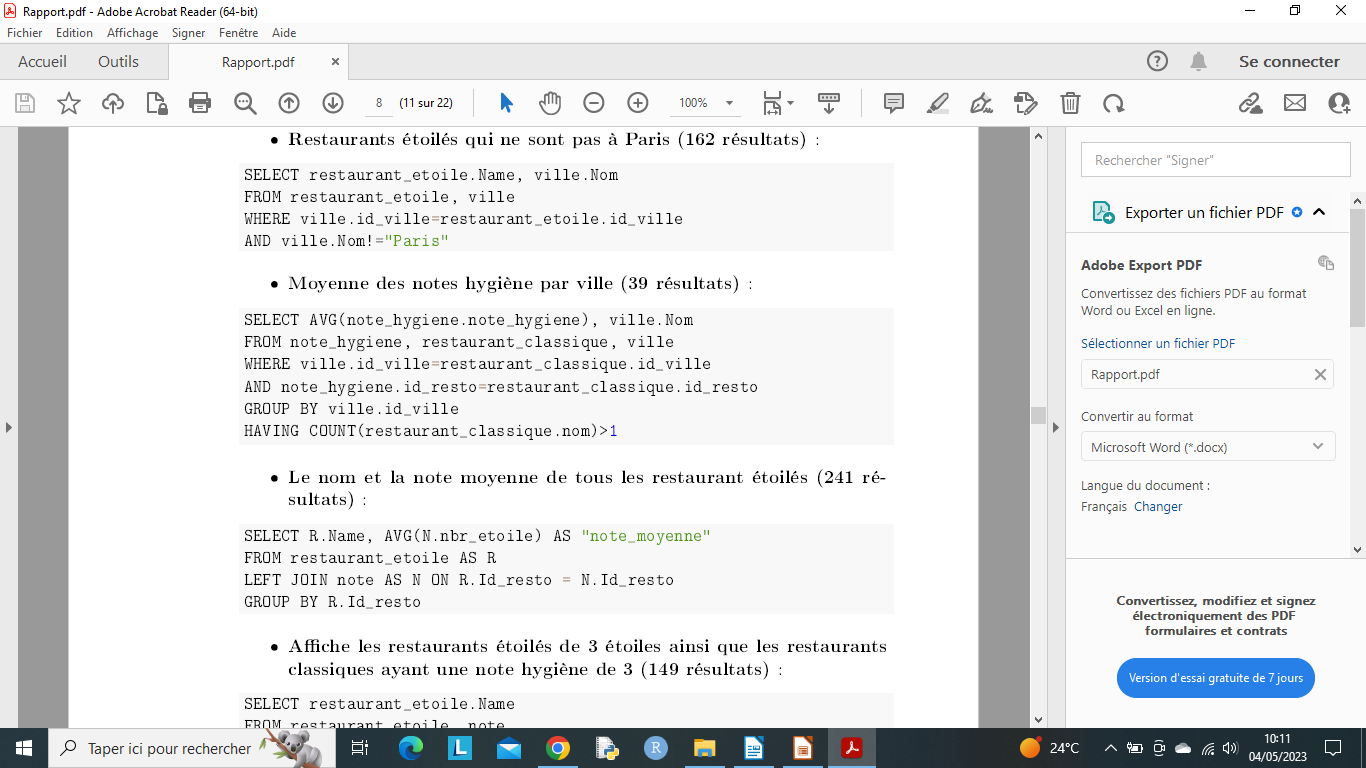 Rapport.pdf - Adobe Acrobat Reader (64-bit)
Fichier Edition Affichage Signer Fenêtre Aide
Accueil Outils Rapport.pdf × Se connecter
8 (11 sur 22) 100%
• Restaurants étoilés qui ne sont pas à Paris (162 résultats) :
SELECT restaurant_etoile.Name, ville.Nom
FROM restaurant_etoile, ville
WHERE ville.id_ville=restaurant_etoile.id_ville
AND ville.Nom!="Paris"
• Moyenne des notes hygiène par ville (39 résultats) :
SELECT AVG(note_hygiene.note_hygiene), ville.Nom
FROM note_hygiene, restaurant_classique, ville
WHERE ville.id_ville=restaurant_classique.id_ville
AND note_hygiene.id_resto=restaurant_classique.id_resto
GROUP BY ville.id_ville
HAVING COUNT(restaurant_classique.nom)>1
• Le nom et la note moyenne de tous les restaurant étoilés (241 ré-
sultats) :
SELECT R.Name, AVG(N.nbr_etoile) AS "note_moyenne"
FROM restaurant_etoile AS R
LEFT JOIN note AS N ON R.Id_resto = N.Id_resto
GROUP BY R.Id_resto
• Affiche les restaurants étoilés de 3 étoiles ainsi que les restaurants
classiques ayant une note hygiène de 3 (149 résultats) :
SELECT restaurant_etoile.Name
FROM restaurant_etoile, note
Rechercher "Signer"
Exporter un fichier PDF
Adobe Export PDF
Convertissez des fichiers PDF au format
Word ou Excel en ligne.
Sélectionner un fichier PDF
Rapport.pdf
Convertir au format
Microsoft Word (*.docx)
Langue du document :
Français Changer
Convertissez, modifiez et signez
électroniquement des PDF
formulaires et contrats
Version d'essai gratuite de 7 jours
Taper ici pour rechercher
L
R
24°C
10:11
04/05/2023